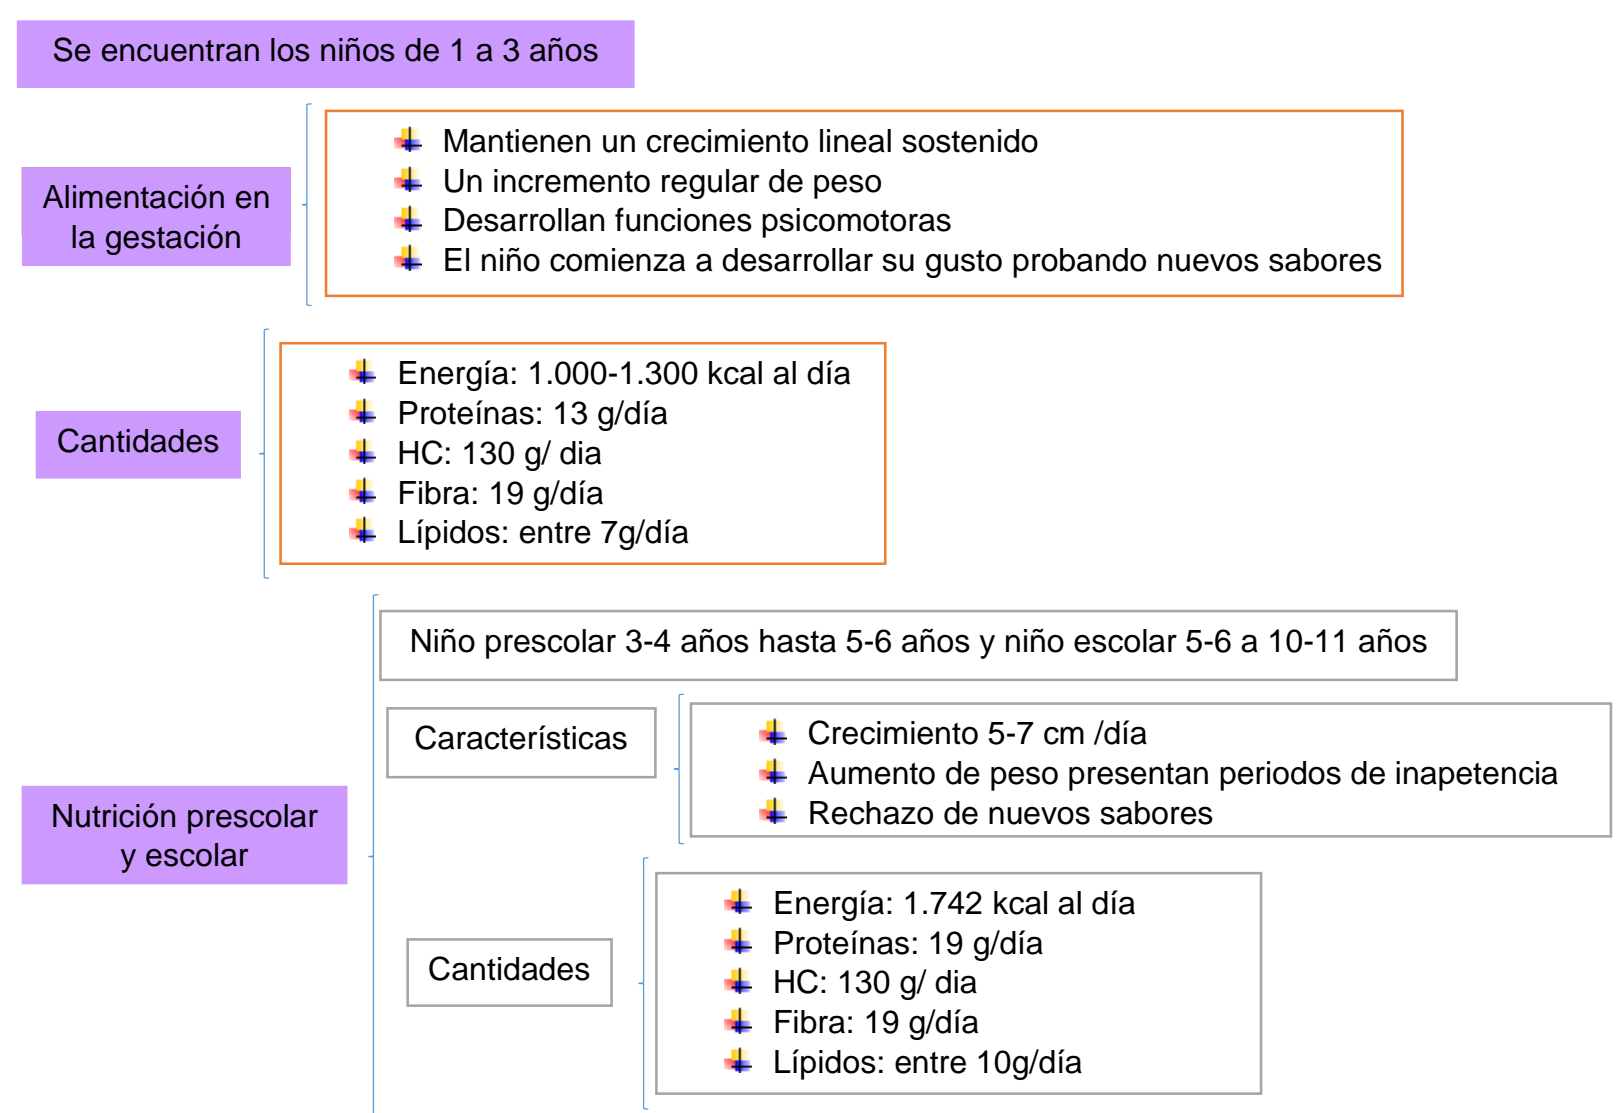 Se encuentran los niños de 1 a 3 años
Alimentación en
la gestación
Mantienen un crecimiento lineal sostenido
Un incremento regular de peso
Desarrollan funciones psicomotoras
El niño comienza a desarrollar su gusto probando nuevos sabores
Cantidades
Energía: 1.000-1.300 kcal al día
Proteínas: 13 g/día
HC: 130 g/ dia
Fibra: 19 g/día
Lípidos: entre 7g/día
Nutrición prescolar
y escolar
Niño prescolar 3-4 años hasta 5-6 años y niño escolar 5-6 a 10-11 años
Características
Crecimiento 5-7 cm /día
Aumento de peso presentan periodos de inapetencia
Rechazo de nuevos sabores
Cantidades
Energía: 1.742 kcal al día
Proteínas: 19 g/día
HC: 130 g/ dia
Fibra: 19 g/día
Lípidos: entre 10g/día